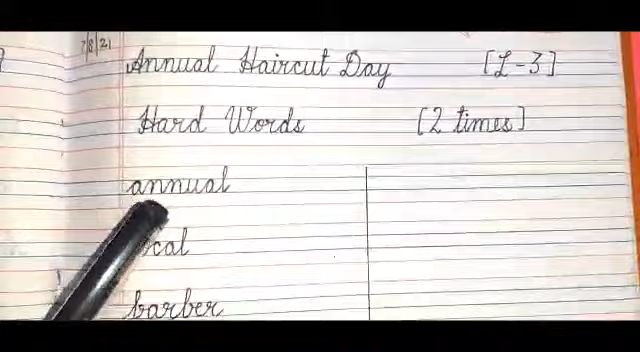 7/8/21
Annual Haircut Day [L-3]
Hard Words [2 times]
annual
cal
barber